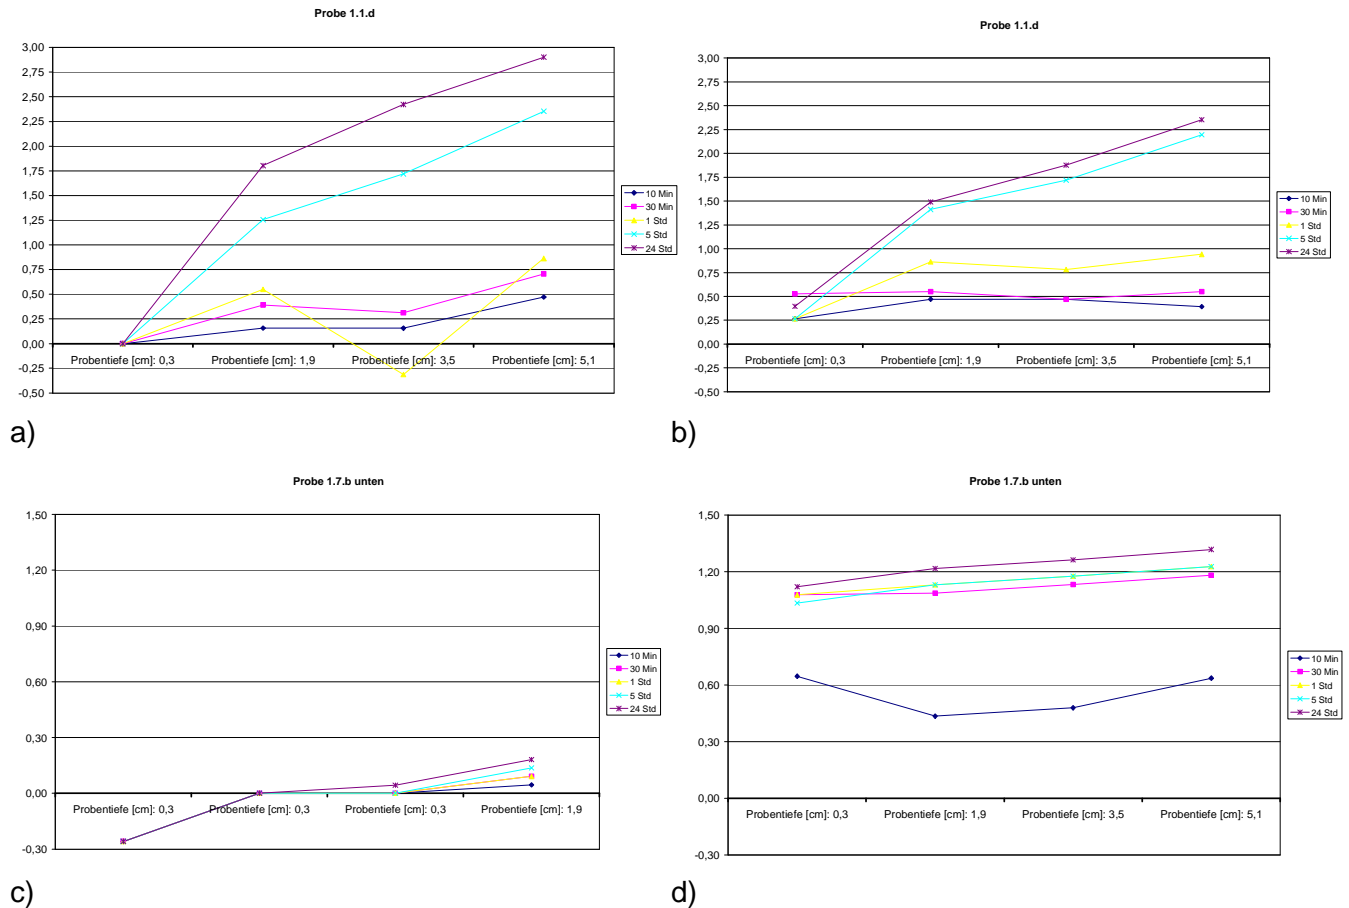 Probe 1.1.d
3,00
2,75
2,50
2,25
2,00
1,75
1,50
1,25
1,00
0,75
0,50
0,25
0,00
-0,25
-0,50
Probentiefe [cm]: 0,3 Probentiefe [cm]: 1,9 Probentiefe [cm]: 3,5 Probentiefe [cm]: 5,1
10 Min
30 Min
1 Std
5 Std
24 Std
a)
Probe 1.1.d
3,00
2,75
2,50
2,25
2,00
1,75
1,50
1,25
1,00
0,75
0,50
0,25
0,00
-0,25
-0,50
Probentiefe [cm]: 0,3 Probentiefe [cm]: 1,9 Probentiefe [cm]: 3,5 Probentiefe [cm]: 5,1
10 Min
30 Min
1 Std
5 Std
24 Std
b)
Probe 1.7.b unten
1,50
1,20
0,90
0,60
0,30
0,00
-0,30
Probentiefe [cm]: 0,3 Probentiefe [cm]: 0,3 Probentiefe [cm]: 0,3 Probentiefe [cm]: 1,9
10 Min
30 Min
1 Std
5 Std
24 Std
c)
Probe 1.7.b unten
1,50
1,20
0,90
0,60
0,30
0,00
-0,30
Probentiefe [cm]: 0,3 Probentiefe [cm]: 1,9 Probentiefe [cm]: 3,5 Probentiefe [cm]: 5,1
10 Min
30 Min
1 Std
5 Std
24 Std
d)